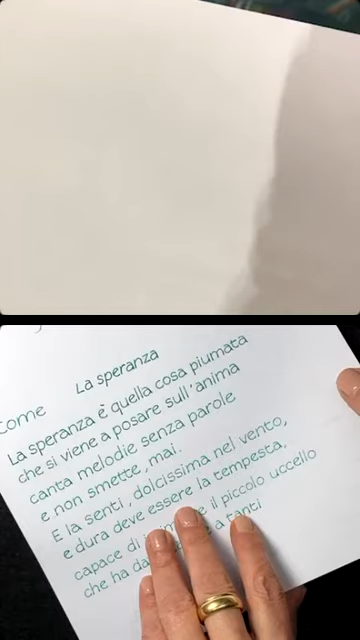 La speranza
come
La speranza è quella cosa piumata
che si viene a posare sull'anima
canta melodie senza parole
e non smette, mai.
E la senti, dolcissima nel vento,
e dura deve essere la tempesta,
capace di il piccolo uccello
che ha a tanti